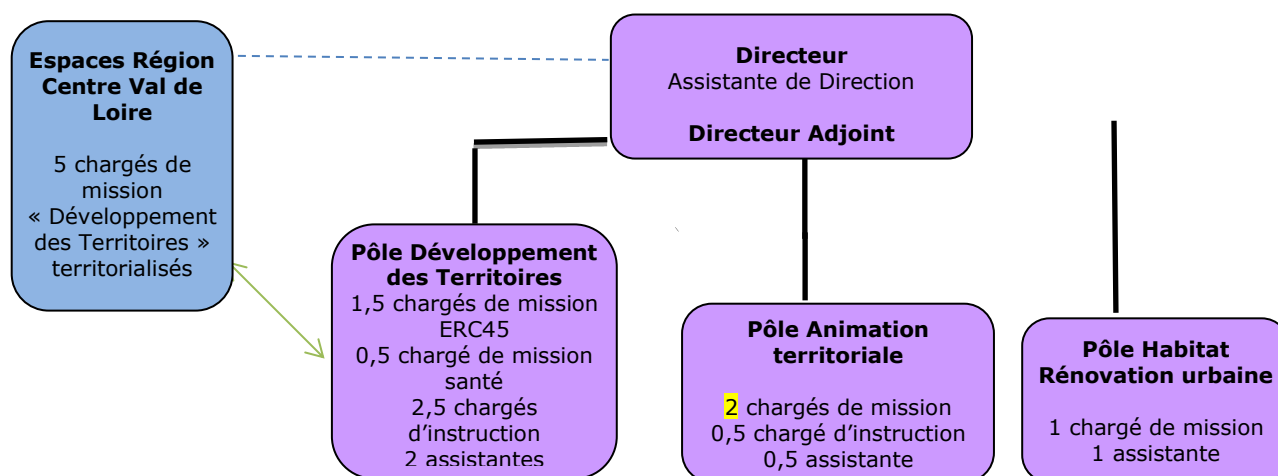 Espaces Région
Centre Val de
Loire
5 chargés de
mission
« Développement
des Territoires »
territorialisés
Directeur
Assistante de Direction
Directeur Adjoint
Pôle Développement
des Territoires
1,5 chargés de mission
ERC45
0,5 chargé de mission
santé
2,5 chargés
d’instruction
2 assistantes
Pôle Animation
territoriale
2 chargés de mission
0,5 chargé d’instruction
0,5 assistante
Pôle Habitat
Rénovation urbaine
1 chargé de mission
1 assistante